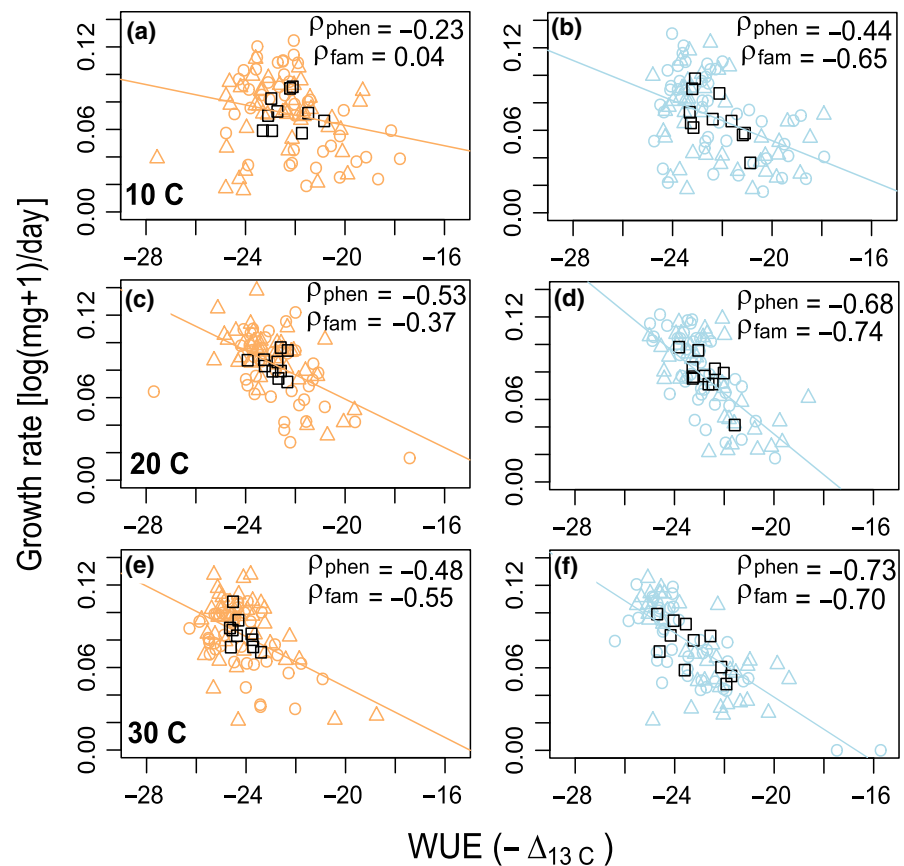 Growth rate [log(mg+1)/day]
(a)
ρphen = −0.23
ρfam = 0.04
10 C
0.00 0.06 0.12
−28 −24 −20 −16
(b)
ρphen = −0.44
ρfam = −0.65
0.00 0.06 0.12
−28 −24 −20 −16
(c)
ρphen = −0.53
ρfam = −0.37
20 C
0.00 0.06 0.12
−28 −24 −20 −16
(d)
ρphen = −0.68
ρfam = −0.74
0.00 0.06 0.12
−28 −24 −20 −16
(e)
ρphen = −0.48
ρfam = −0.55
30 C
0.00 0.06 0.12
−28 −24 −20 −16
(f)
ρphen = −0.73
ρfam = −0.70
0.00 0.06 0.12
−28 −24 −20 −16
WUE (− Δ13 C)